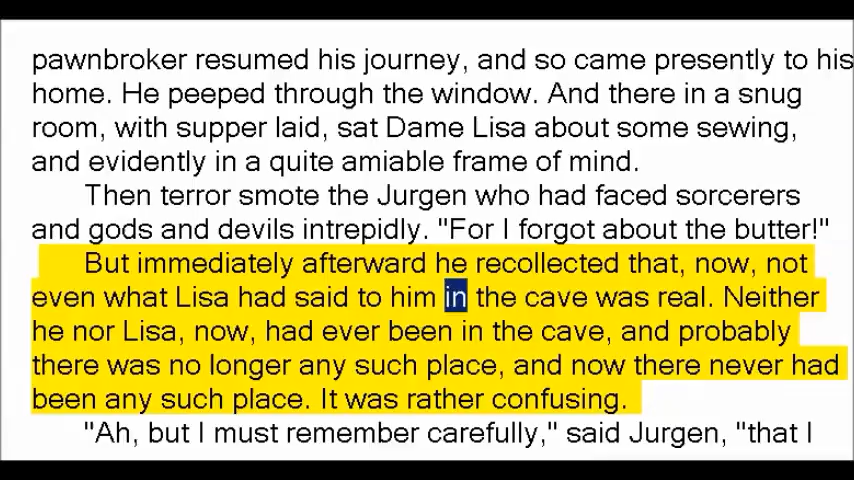 pawnbroker resumed his journey, and so came presently to his
home. He peeped through the window. And there in a snug
room, with supper laid, sat Dame Lisa about some sewing,
and evidently in a quite amiable frame of mind.
Then terror smote the Jurgen who had faced sorcerers
and gods and devils intrepidly. "For I forgot about the butter!"
But immediately afterward he recollected that, now, not
even what Lisa had said to him in the cave was real. Neither
he nor Lisa, now, had ever been in the cave, and probably
there was no longer any such place, and now there never had
been any such place. It was rather confusing.
"Ah, but I must remember carefully," said Jurgen, "that I